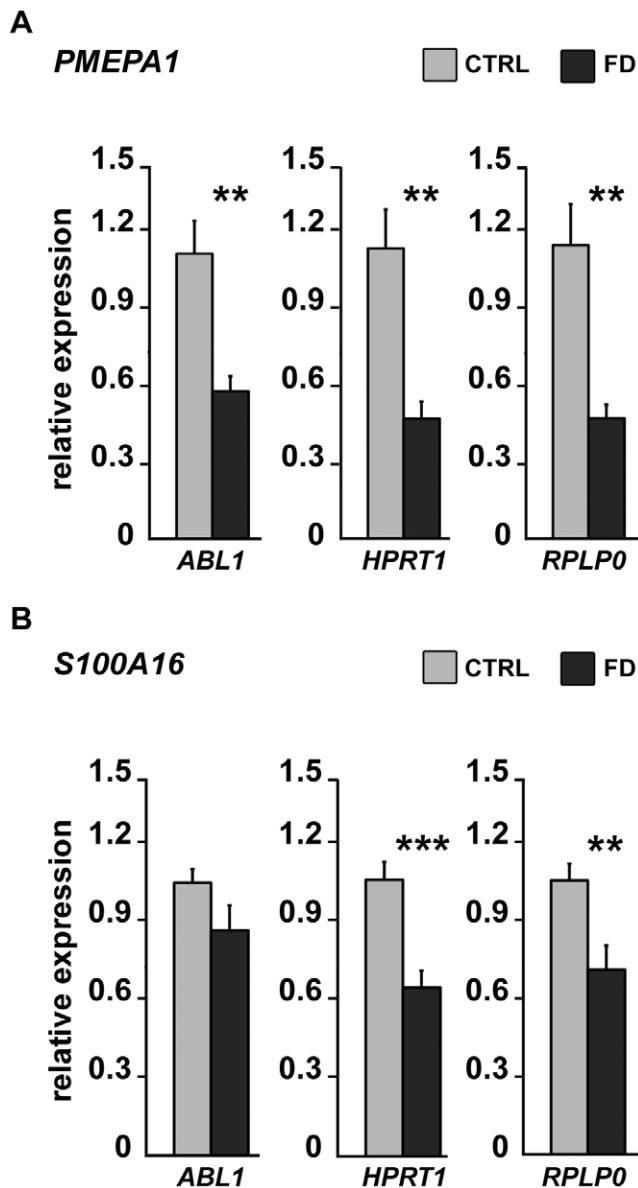 A
PMEPA1
CTRL
FD
relative expression
1.5
1.2
0.9
0.6
0.3
0
**
ABL1
1.5
1.2
0.9
0.6
0.3
0
**
HPRT1
1.5
1.2
0.9
0.6
0.3
0
**
RPLP0
B
S100A16
CTRL
FD
relative expression
1.5
1.2
0.9
0.6
0.3
0
ABL1
1.5
1.2
0.9
0.6
0.3
0
***
HPRT1
1.5
1.2
0.9
0.6
0.3
0
**
RPLP0